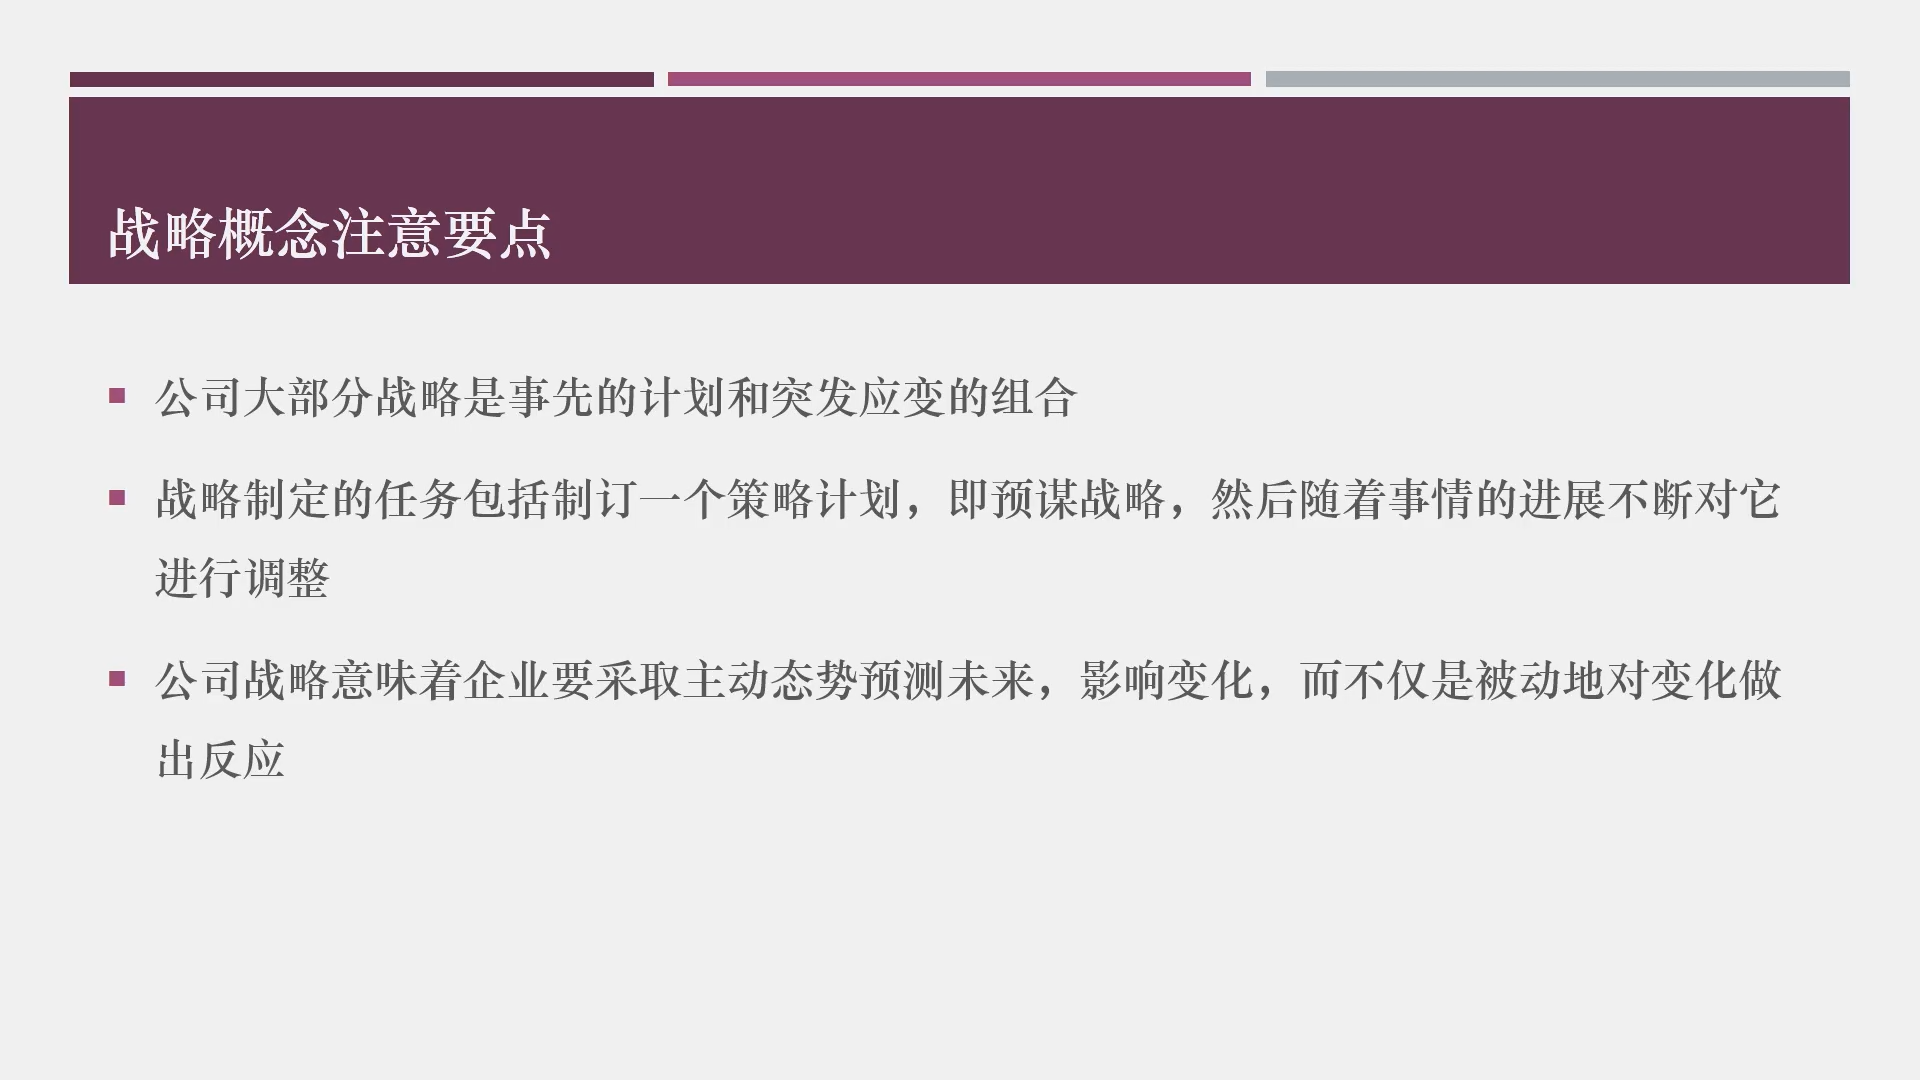 战略概念注意要点
公司大部分战略是事先的计划和突发应变的组合
战略制定的任务包括制订一个策略计划，即预谋战略，然后随着事情的进展不断对它
进行调整
公司战略意味着企业要采取主动态势预测未来，影响变化，而不仅是被动地对变化做
出反应